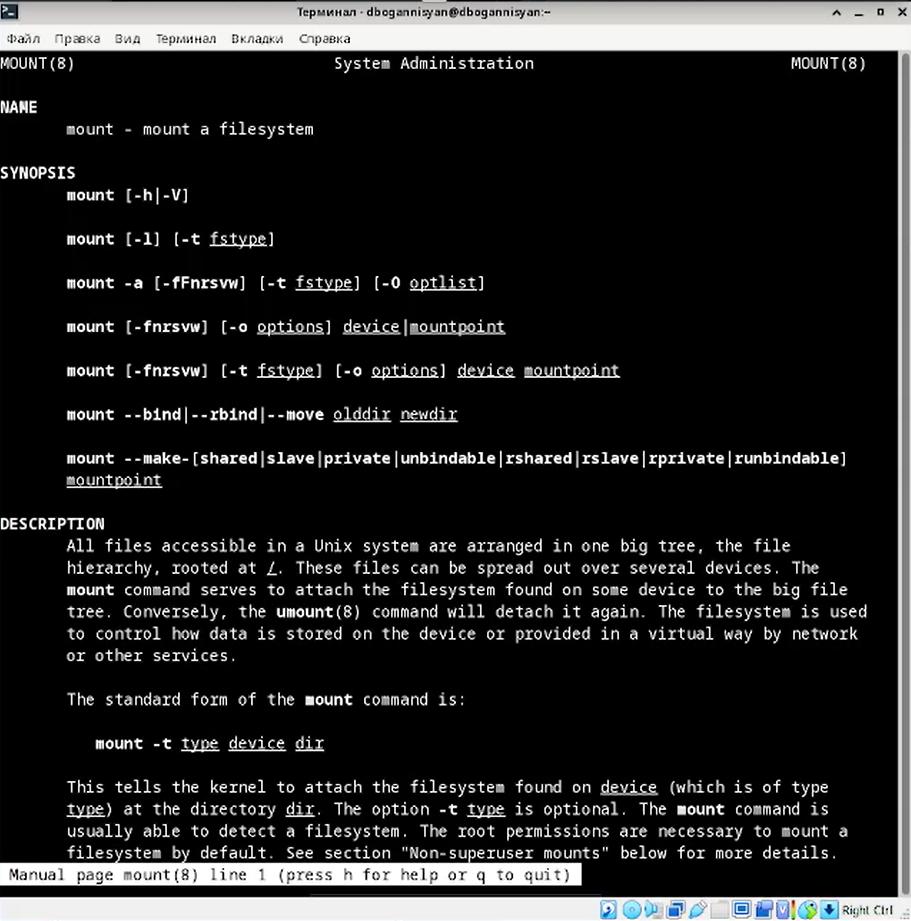 Терминал - dbogannisyan@dbogannisyan:~
Файл Правка Вид Терминал Вкладки Справка
MOUNT(8) System Administration MOUNT(8)
NAME
mount - mount a filesystem
SYNOPSIS
mount [-h|-V]
mount [-l] [-t fstype]
mount -a [-fFnrsvw] [-t fstype] [-O optlist]
mount [-fnrsvw] [-o options] device|mountpoint
mount [-fnrsvw] [-t fstype] [-o options] device mountpoint
mount --bind|--rbind|--move olddir newdir
mount --make-[shared|slave|private|unbindable|rshared|rslave|rprivate|runbindable]
mountpoint
DESCRIPTION
All files accessible in a Unix system are arranged in one big tree, the file
hierarchy, rooted at /. These files can be spread out over several devices. The
mount command serves to attach the filesystem found on some device to the big file
tree. Conversely, the umount(8) command will detach it again. The filesystem is used
to control how data is stored on the device or provided in a virtual way by network
or other services.
The standard form of the mount command is:
mount -t type device dir
This tells the kernel to attach the filesystem found on device (which is of type
type) at the directory dir. The option -t type is optional. The mount command is
usually able to detect a filesystem. The root permissions are necessary to mount a
filesystem by default. See section "Non-superuser mounts" below for more details.
Manual page mount(8) line 1 (press h for help or q to quit)
Right Ctrl